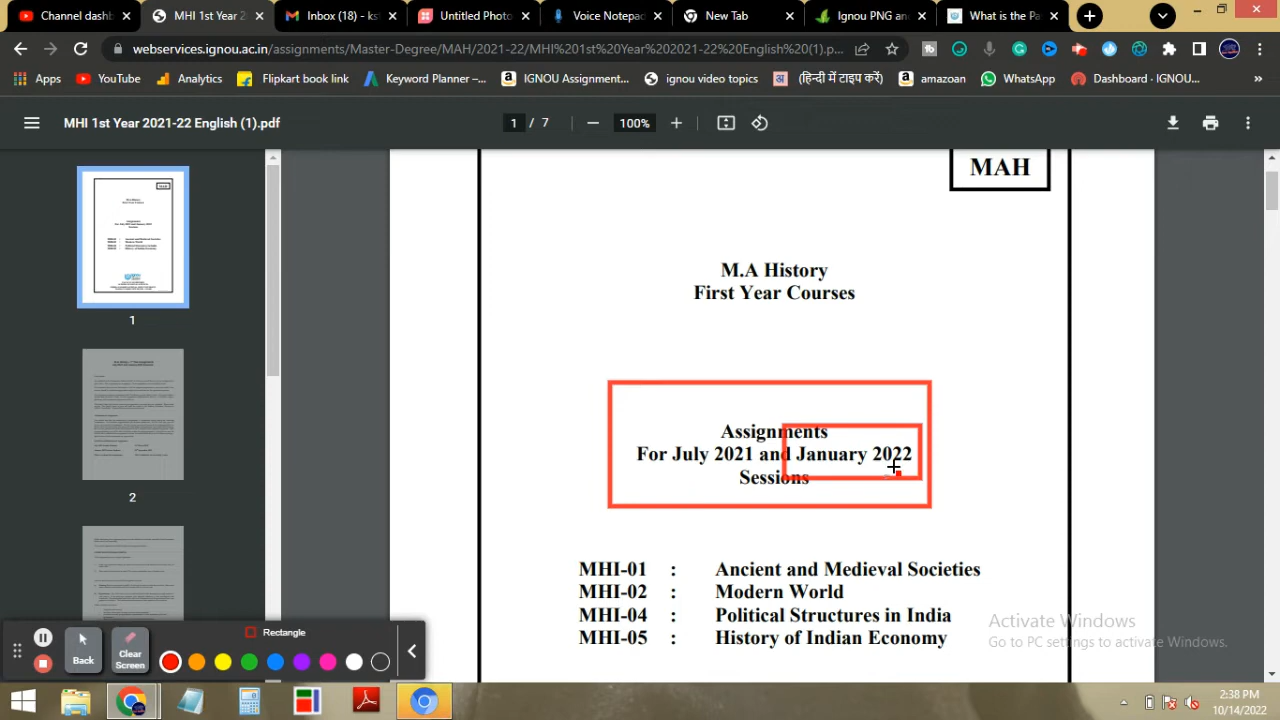 Channel dashb
MHI 1st Year 2
Inbox (18) - ks
Untitled Photo
Voice Notepad
New Tab
Ignou PNG an
What is the Pa
webservices.ignou.ac.in/assignments/Master-Degree/MAH/2021-22/MHI%201st%20Year%202021-22%20English%20(1).p...
Apps
YouTube
Analytics
Flipkart book link
Keyword Planner –...
IGNOU Assignment...
ignou video topics
(हिन्दी में टाइप करें)
amazoan
WhatsApp
Dashboard - IGNOU...
»
MHI 1st Year 2021-22 English (1).pdf
1 / 7
100%
MAH
M.A History
First Year Courses
Assignments
For July 2021 and January 2022
Sessions
MHI-01 : Ancient and Medieval Societies
MHI-02 : Modern World
MHI-04 : Political Structures in India
MHI-05 : History of Indian Economy
1
2
Activate Windows
Go to PC settings to activate Windows.
Rectangle
Back
Clear
Screen
2:38 PM
10/14/2022